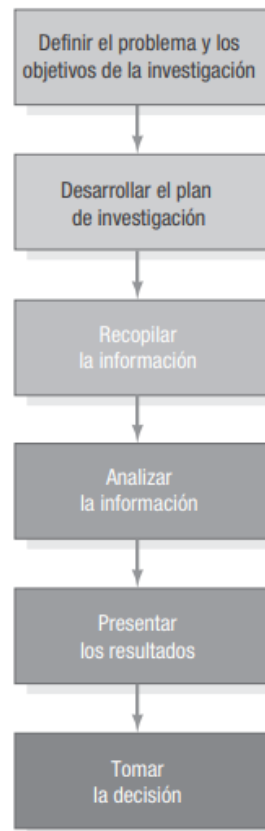 Definir el problema y los
objetivos de la investigación
Desarrollar el plan
de investigación
Recopilar
la información
Analizar
la información
Presentar
los resultados
Tomar
la decisión